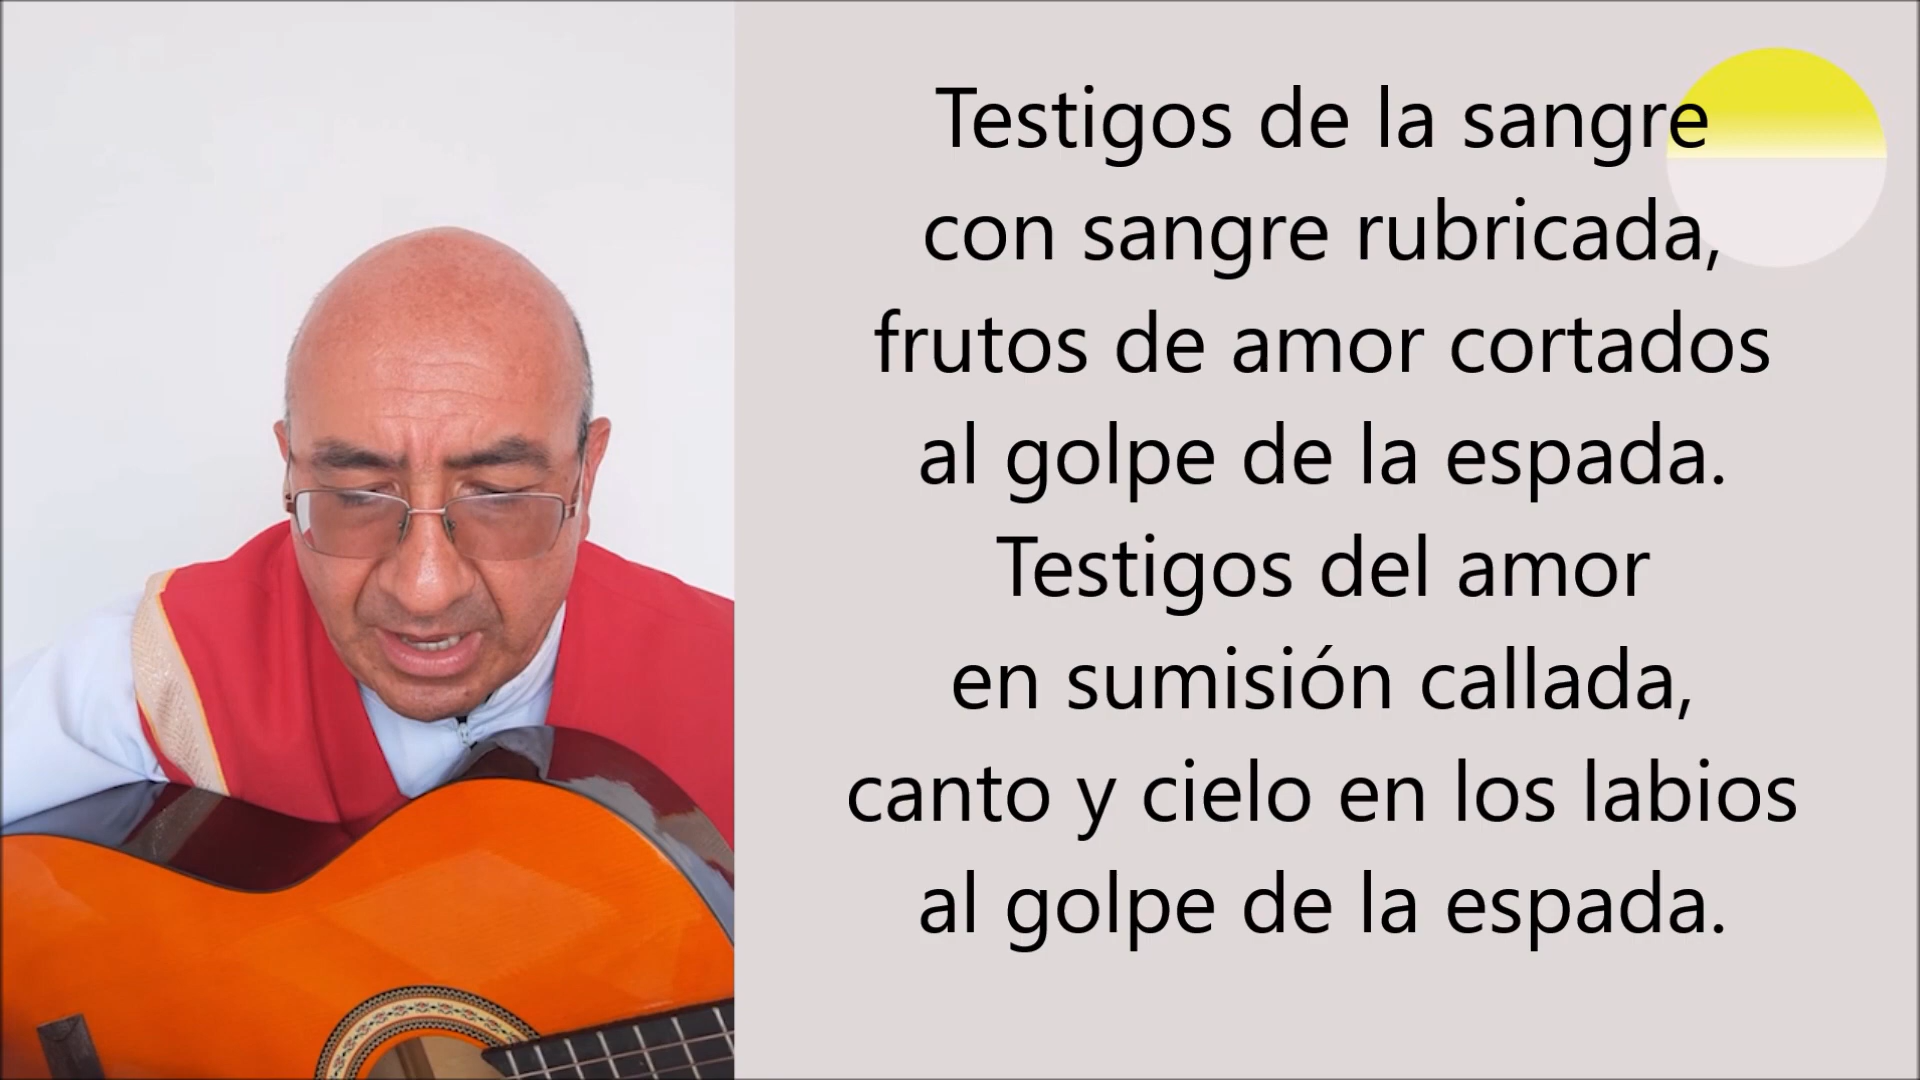 Testigos de la sangre
con sangre rubricada,
frutos de amor cortados
al golpe de la espada.
Testigos del amor
en sumisión callada,
canto y cielo en los labios
al golpe de la espada.